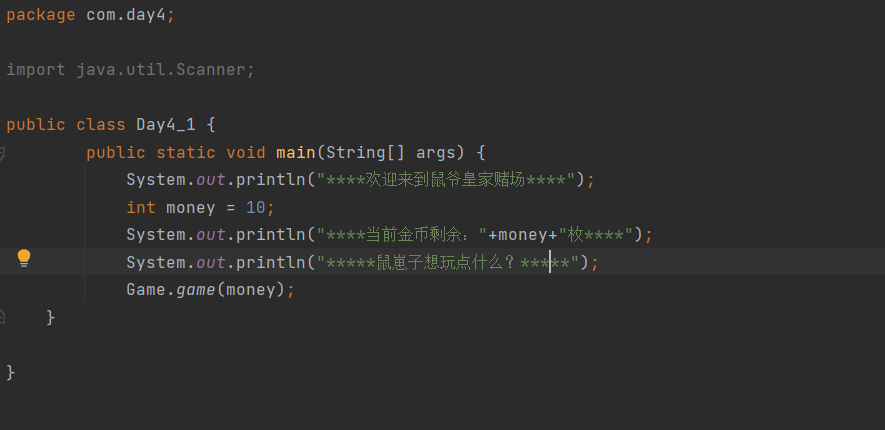 package com.day4;
import java.util.Scanner;
public class Day4_1 {
public static void main(String[] args) {
System.out.println("****欢迎来到鼠爷皇家赌场****");
int money = 10;
System.out.println("****当前金币剩余："+money+"枚****");
System.out.println("*****鼠崽子想玩点什么？*****");
Game.game(money);
}
}